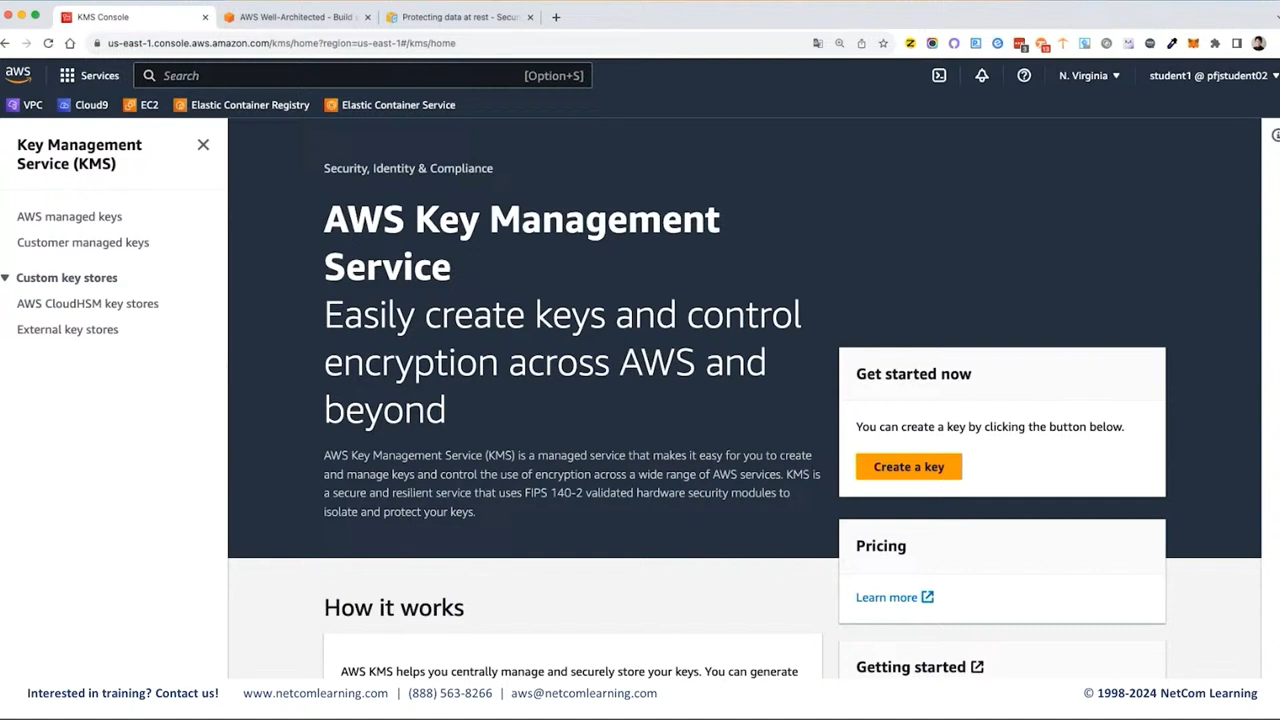 KMS Console
AWS Well-Architected - Build s
Protecting data at rest - Secur
us-east-1.console.aws.amazon.com/kms/home?region=us-east-1#/kms/home
aws
Services
Search
[Option+S]
N. Virginia
student1 @ pfjstudent02
VPC
Cloud9
EC2
Elastic Container Registry
Elastic Container Service
Key Management
Service (KMS)
AWS managed keys
Customer managed keys
Custom key stores
AWS CloudHSM key stores
External key stores
Security, Identity & Compliance
AWS Key Management
Service
Easily create keys and control
encryption across AWS and
beyond
AWS Key Management Service (KMS) is a managed service that makes it easy for you to create
and manage keys and control the use of encryption across a wide range of AWS services. KMS is
a secure and resilient service that uses FIPS 140-2 validated hardware security modules to
isolate and protect your keys.
Get started now
You can create a key by clicking the button below.
Create a key
Pricing
Learn more
Getting started
How it works
AWS KMS helps you centrally manage and securely store your keys. You can generate
Interested in training? Contact us!
www.netcomlearning.com | (888) 563-8266 | aws@netcomlearning.com
© 1998-2024 NetCom Learning